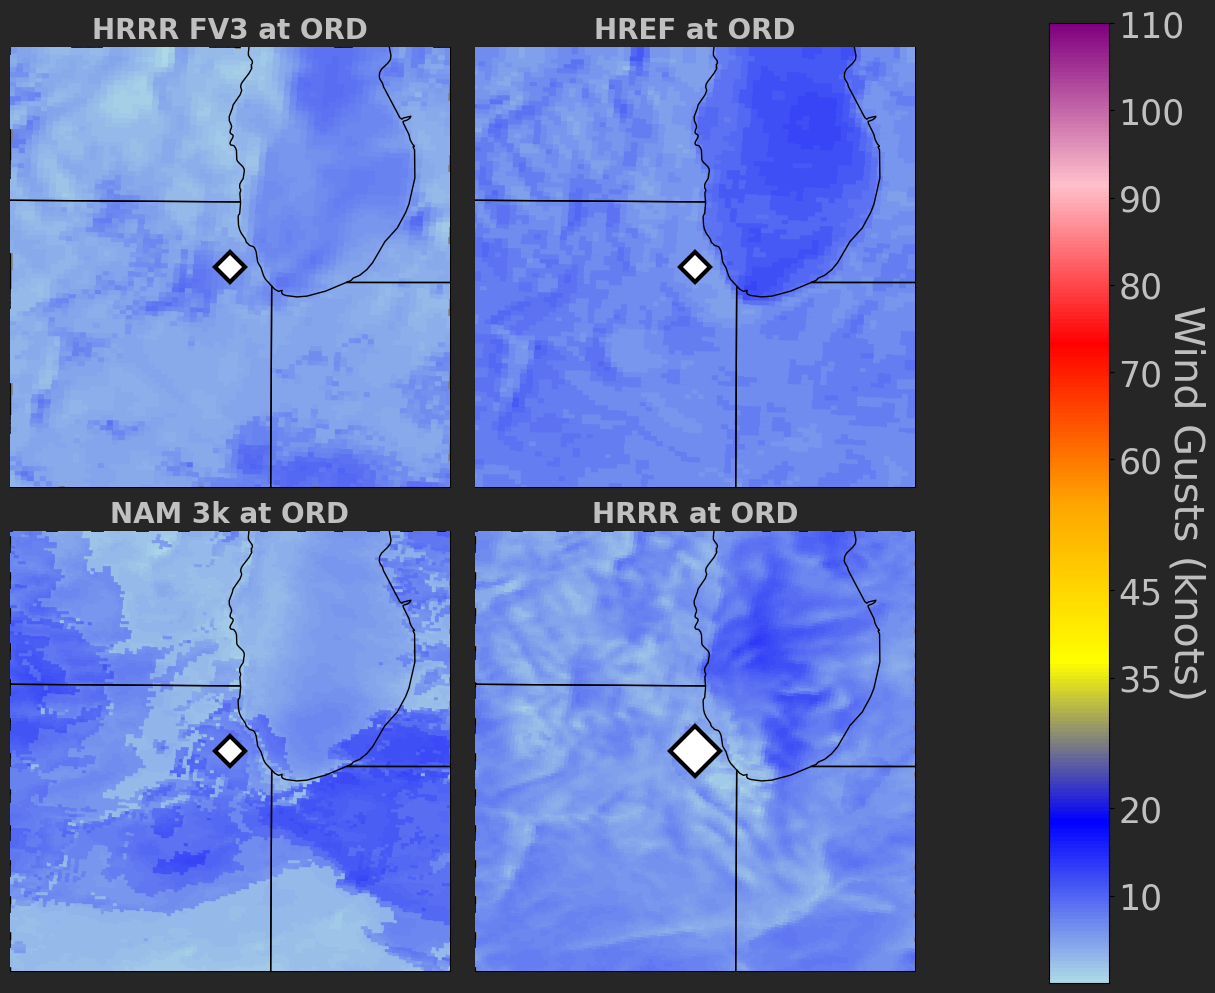 HRRR FV3 at ORD
HREF at ORD
NAM 3k at ORD
HRRR at ORD
110
100
90
80
70
60
45
35
20
10
Wind Gusts (knots)